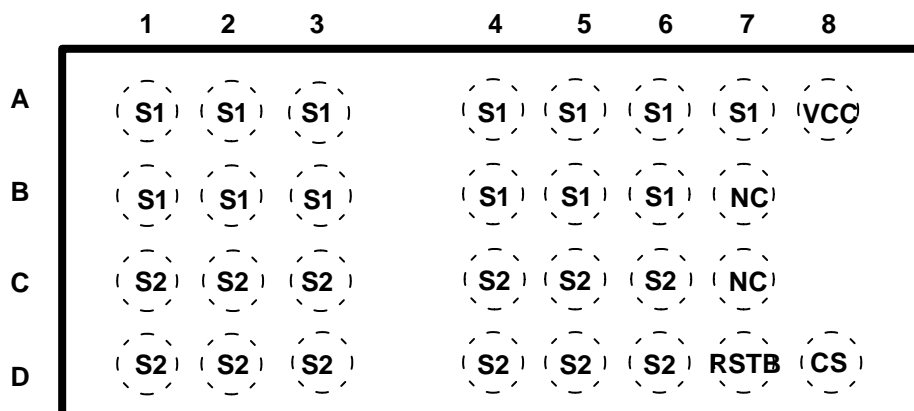 1 2 3 4 5 6 7 8
A S1 S1 S1 S1 S1 S1 S1 VCC
B S1 S1 S1 S1 S1 S1 NC
C S2 S2 S2 S2 S2 S2 NC
D S2 S2 S2 S2 S2 S2 RSTB CS